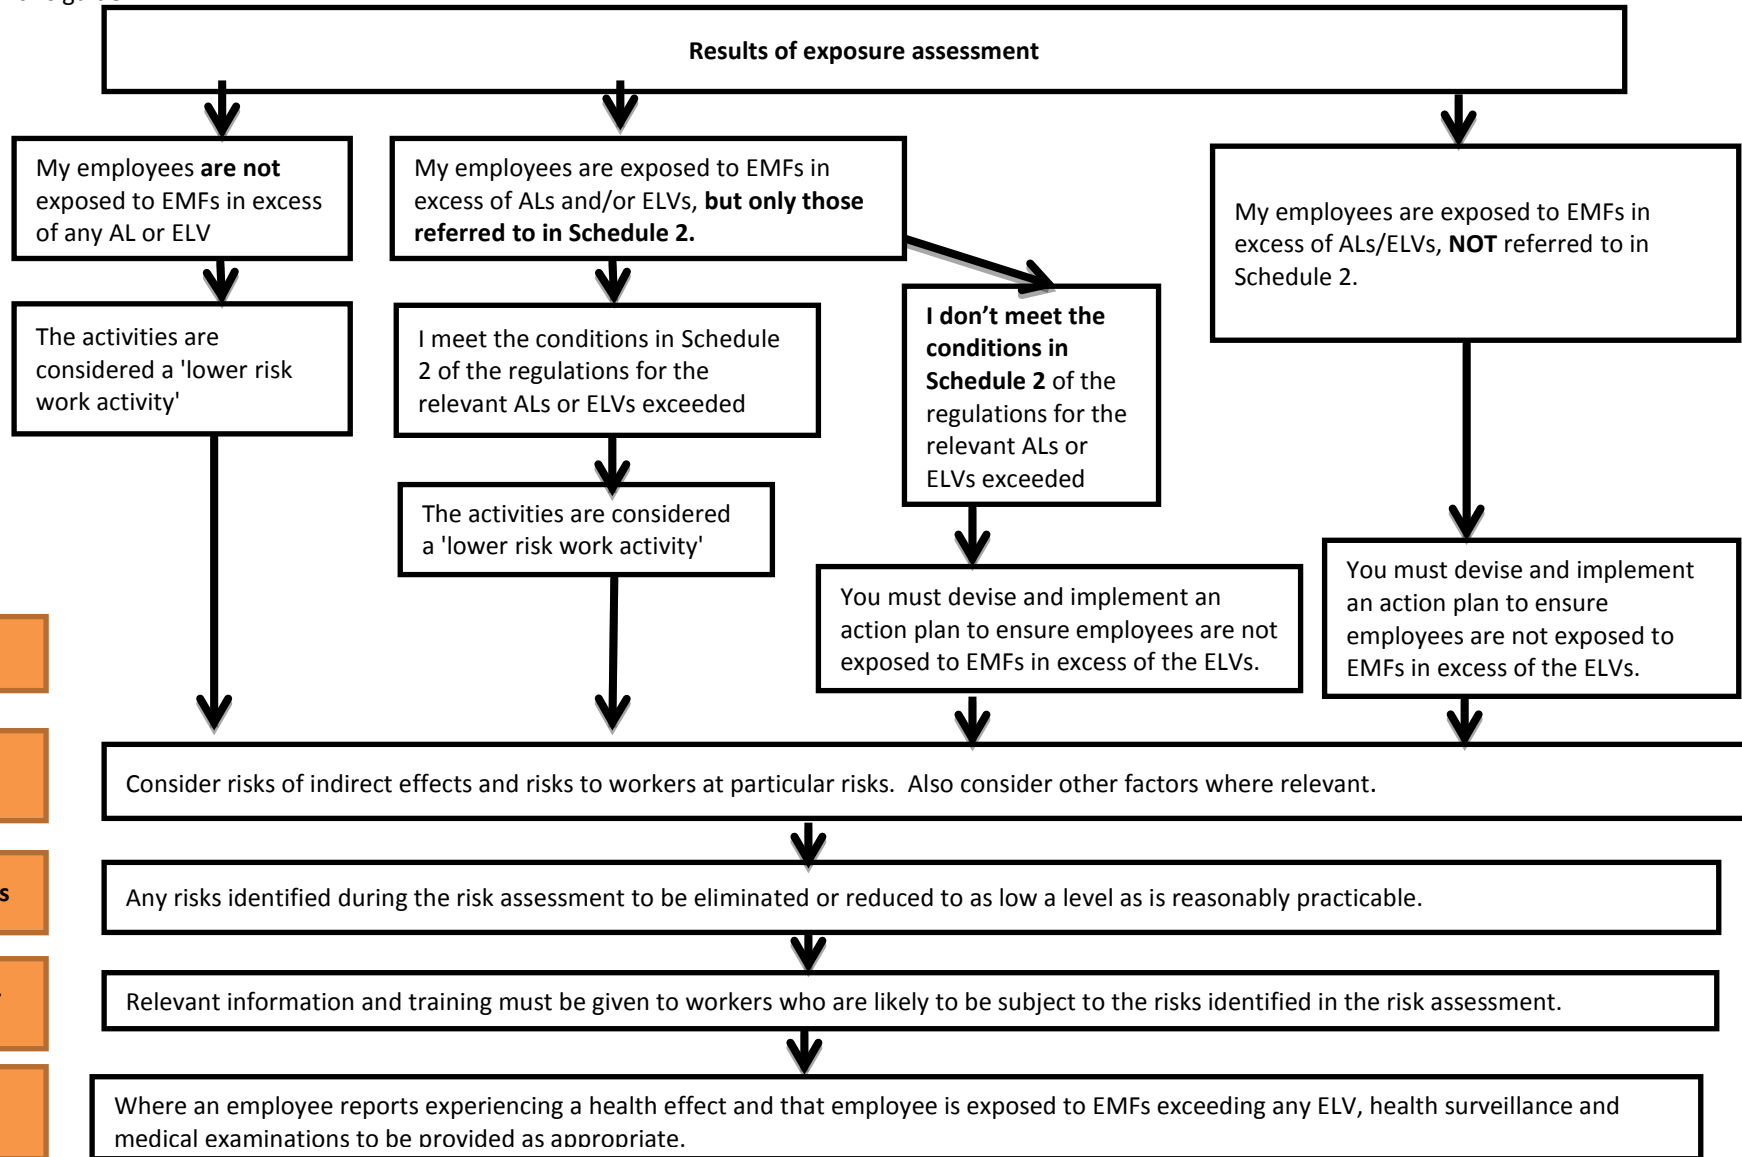 Results of exposure assessment
My employees are not
exposed to EMFs in excess
of any AL or ELV
My employees are exposed to EMFs in
excess of ALs and/or ELVs, but only those
referred to in Schedule 2.
My employees are exposed to EMFs in
excess of ALs/ELVs, NOT referred to in
Schedule 2.
The activities are
considered a 'lower risk
work activity'
I meet the conditions in Schedule
2 of the regulations for the
relevant ALs or ELVs exceeded
I don’t meet the
conditions in
Schedule 2 of the
regulations for the
relevant ALs or
ELVs exceeded
The activities are considered
a 'lower risk work activity'
You must devise and implement an
action plan to ensure employees are not
exposed to EMFs in excess of the ELVs.
You must devise and implement
an action plan to ensure
employees are not exposed to
EMFs in excess of the ELVs.
Consider risks of indirect effects and risks to workers at particular risks.  Also consider other factors where relevant.
s
Any risks identified during the risk assessment to be eliminated or reduced to as low a level as is reasonably practicable.
Relevant information and training must be given to workers who are likely to be subject to the risks identified in the risk assessment.
Where an employee reports experiencing a health effect and that employee is exposed to EMFs exceeding any ELV, health surveillance and
medical examinations to be provided as appropriate.